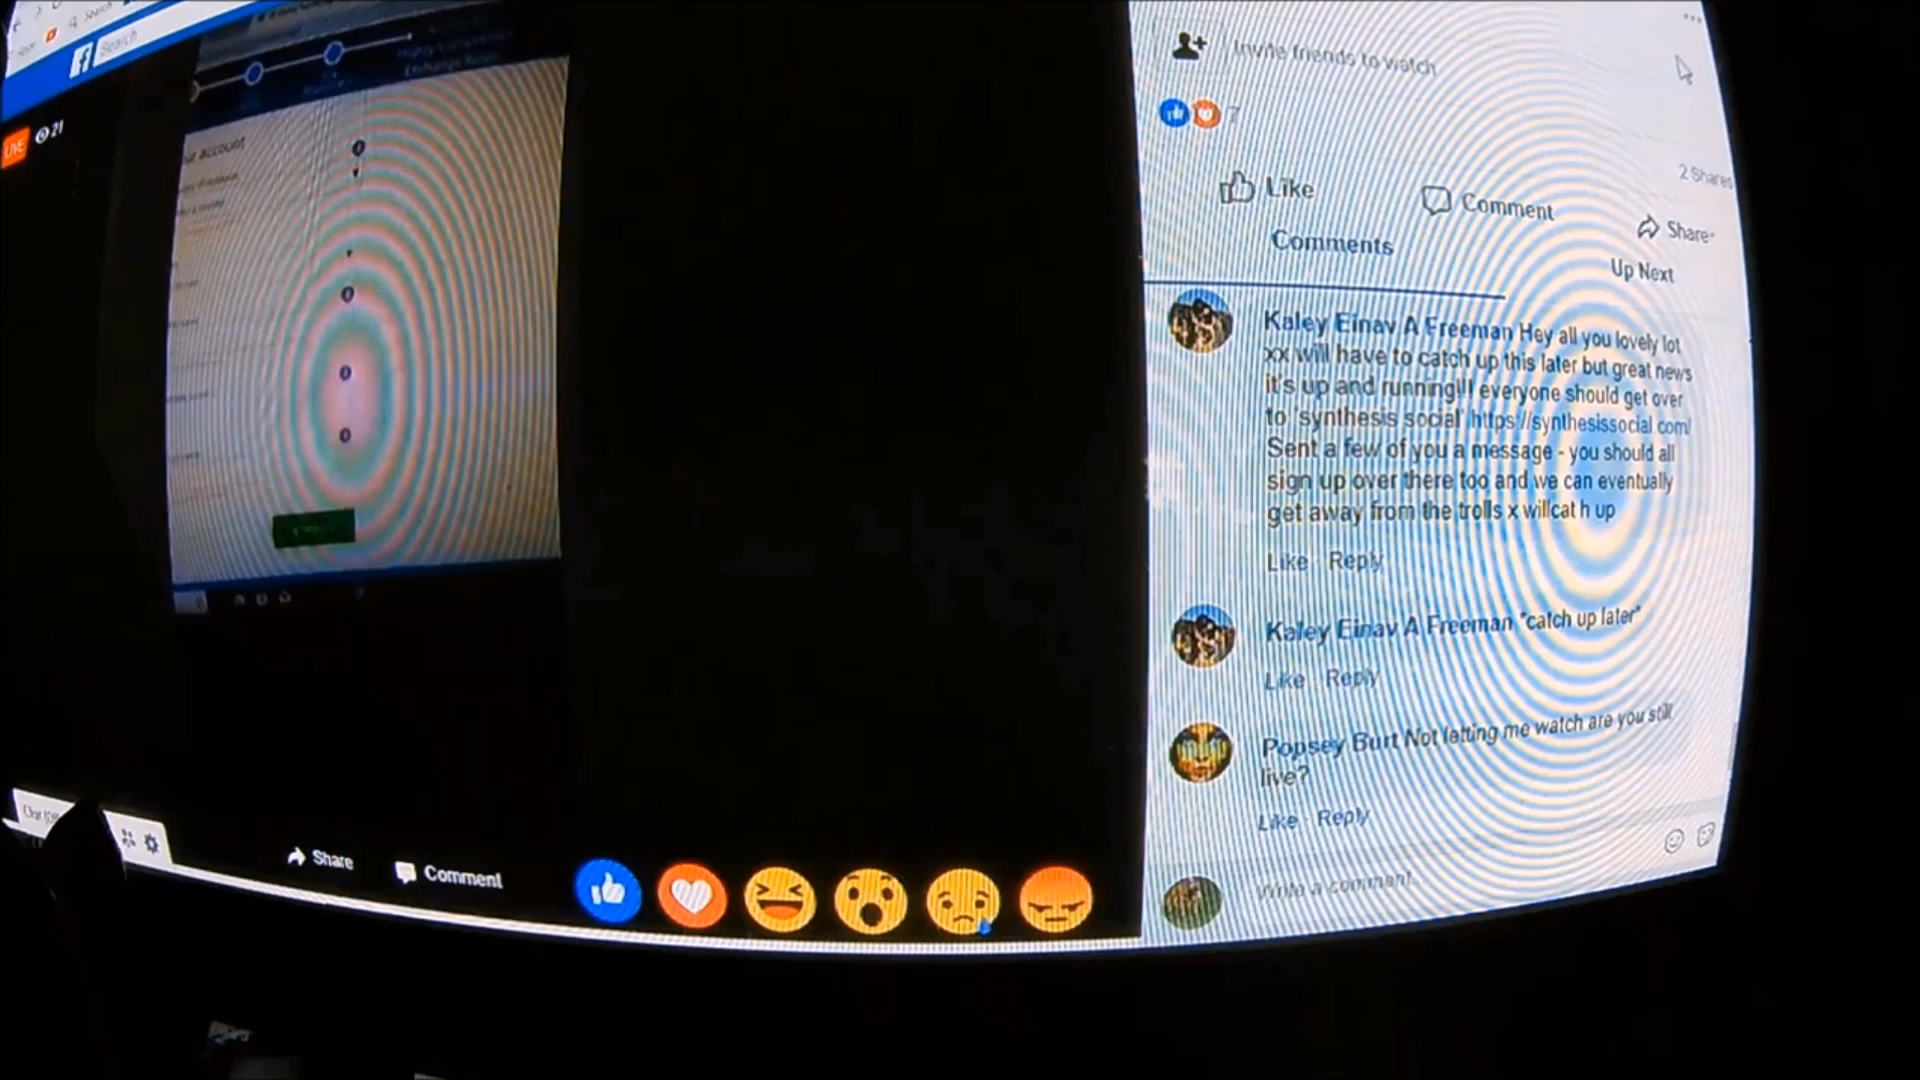 Search
LIVE
21
Invite friends to watch
7
2 Shares
Like
Comment
Share
Comments
Up Next
Kaley Einav A Freeman Hey all you lovely lot
xx will have to catch up this later but great news
it's up and running!!! everyone should get over
to 'synthesis social' https://synthesissocial.com/
Sent a few of you a message - you should all
sign up over there too and we can eventually
get away from the trolls x willcat h up
Like Reply
Kaley Einav A Freeman *catch up later*
Like Reply
Popsey Burt Not letting me watch are you still
live?
Like Reply
Write a comment...
Share
Comment